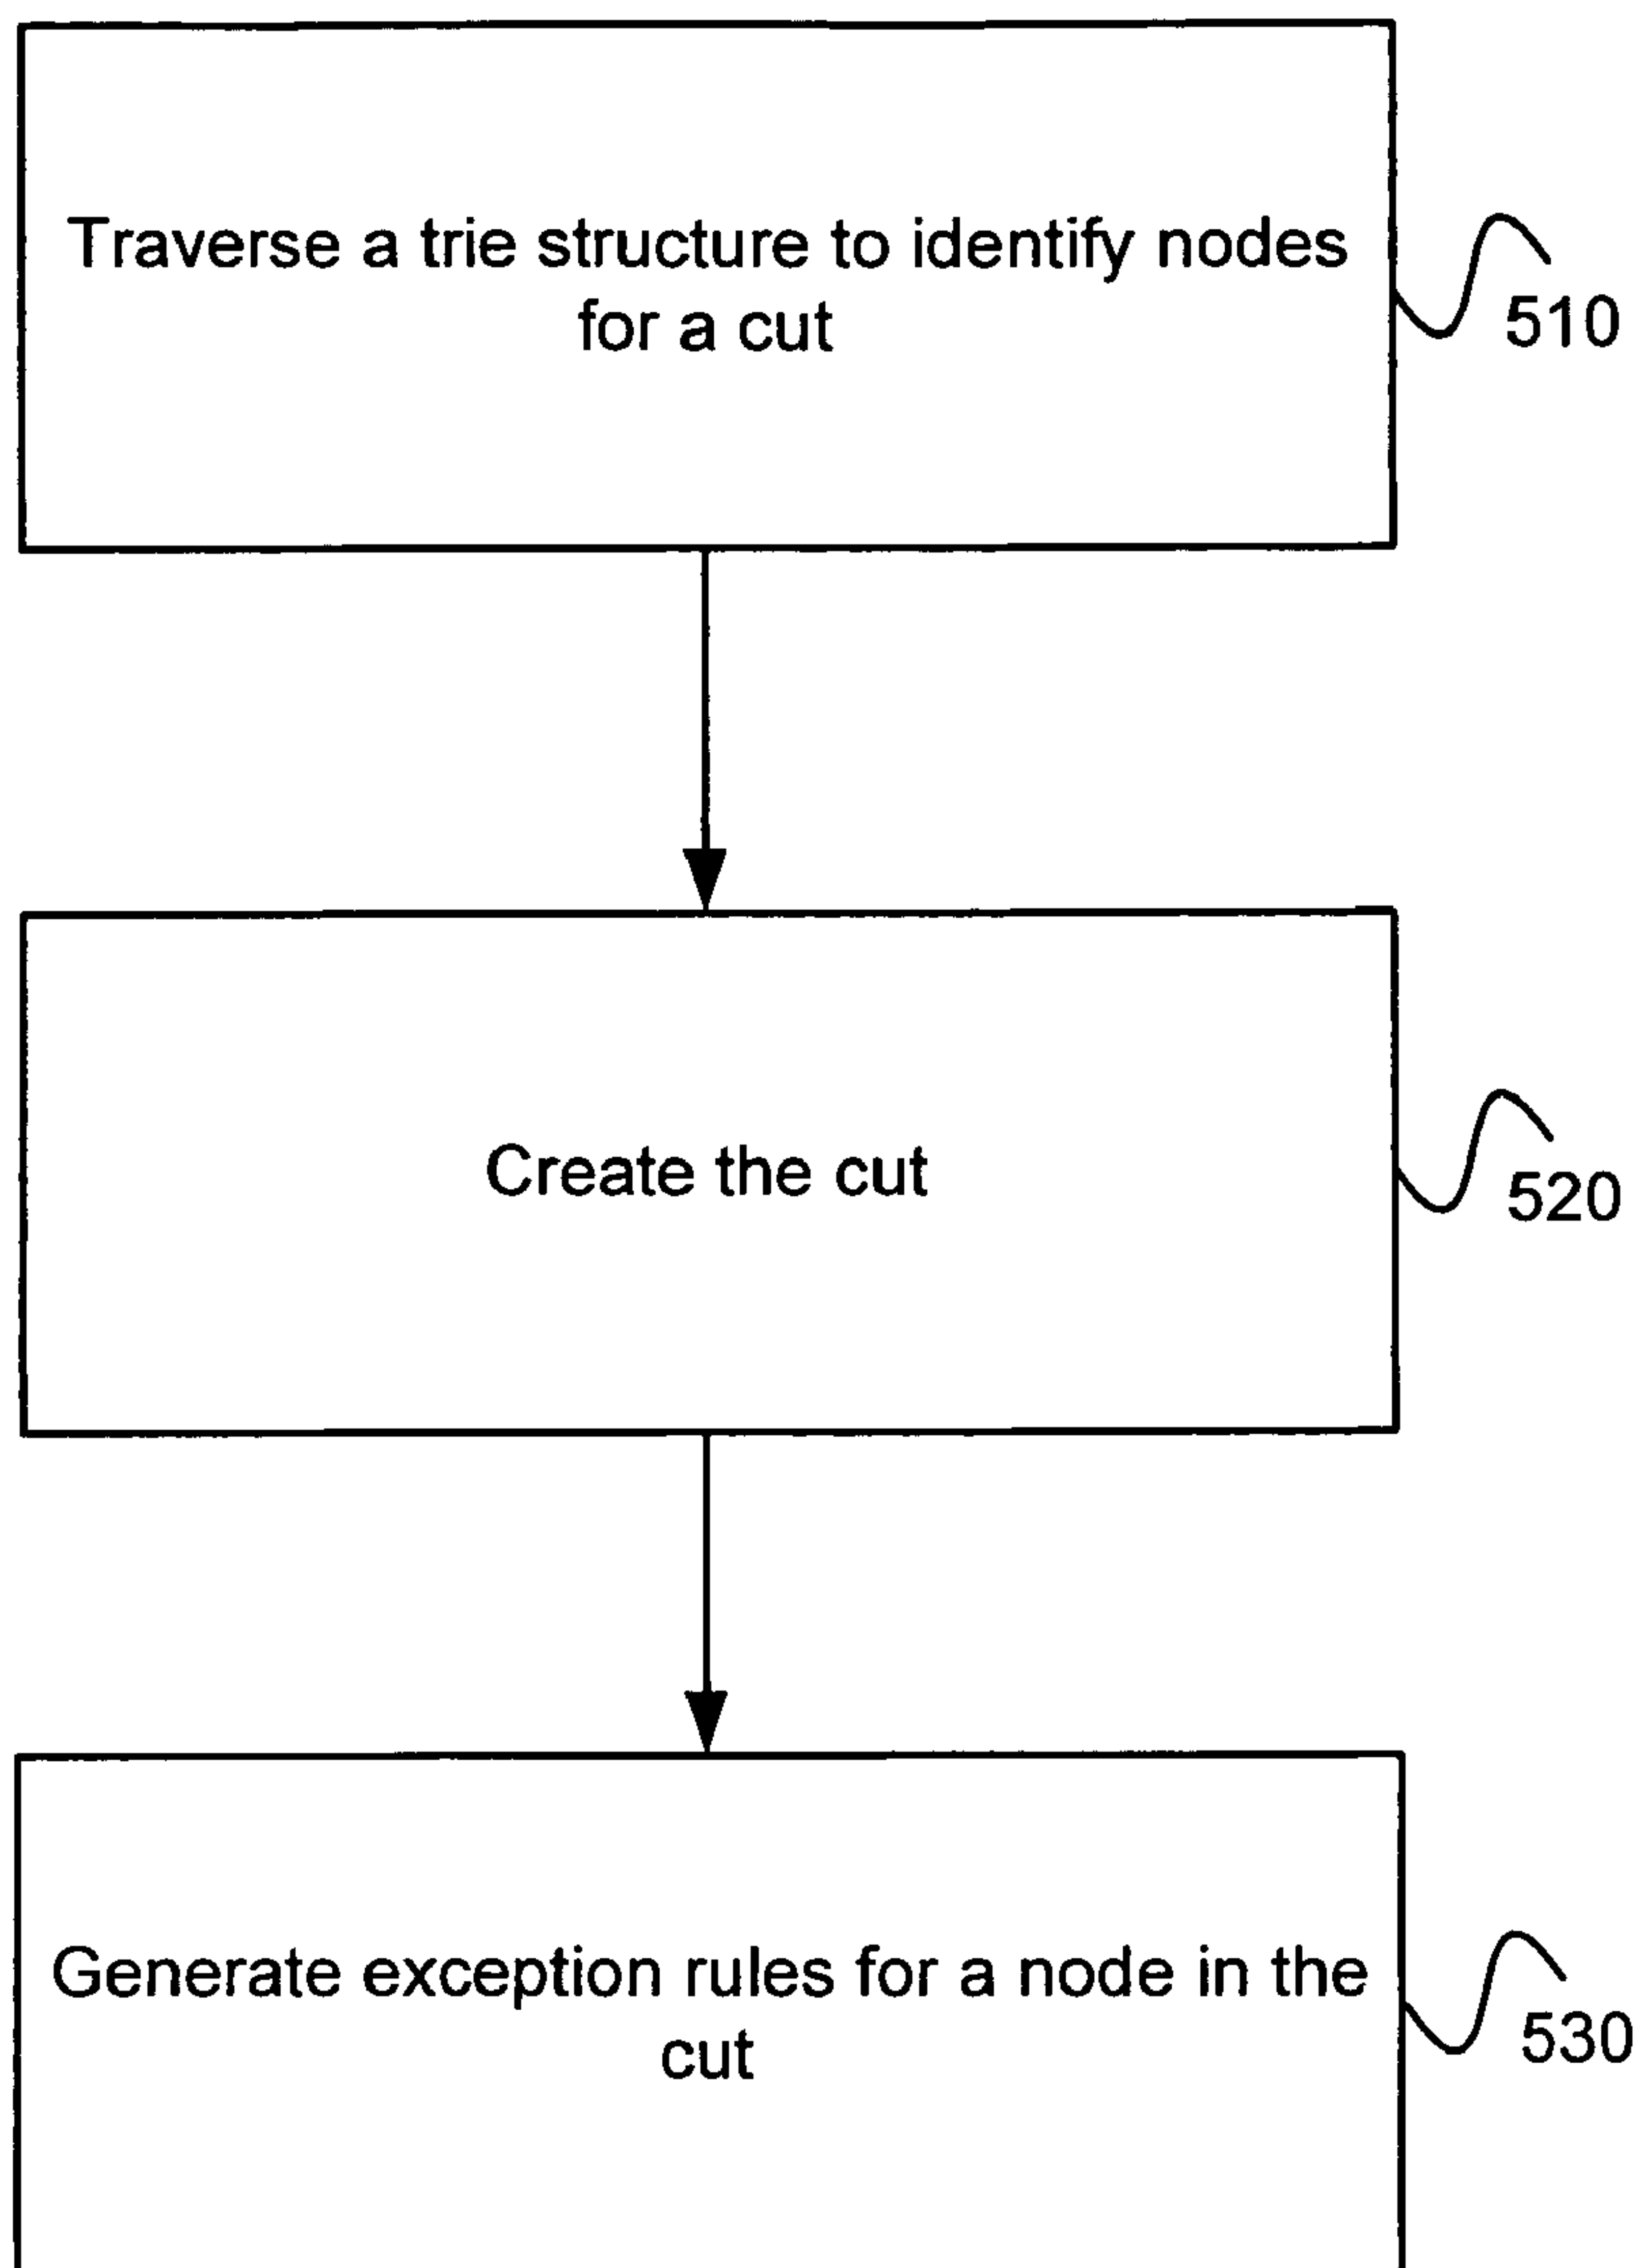 Traverse a trie structure to identify nodes
for a cut
510
Create the cut
520
Generate exception rules for a node in the
cut
530